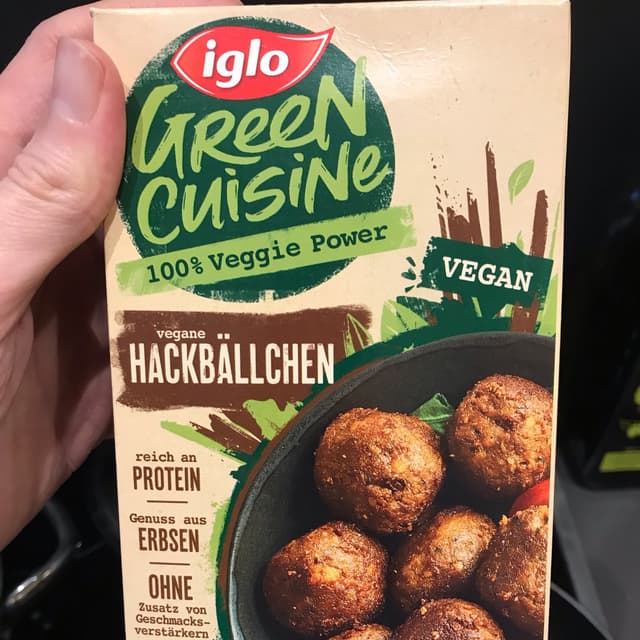 iglo
GREEN
CUISINE
100% Veggie Power
VEGAN
vegane
HACKBÄLLCHEN
reich an
PROTEIN
Genuss aus
ERBSEN
OHNE
Zusatz von
Geschmacks-
verstärkern